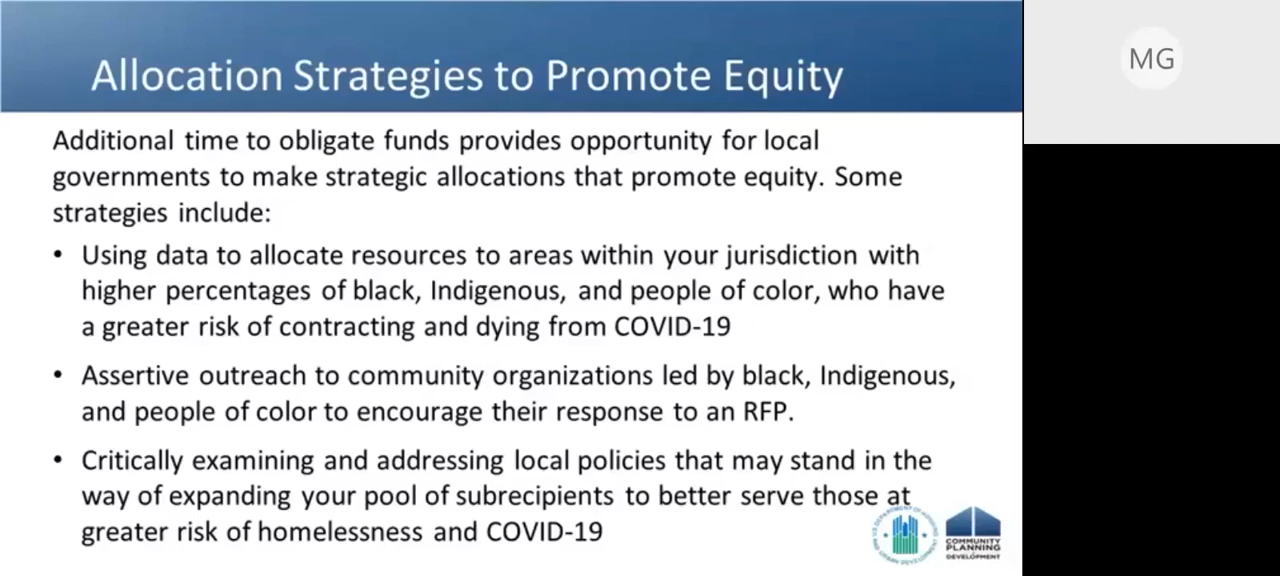 Allocation Strategies to Promote Equity
MG
Additional time to obligate funds provides opportunity for local
governments to make strategic allocations that promote equity. Some
strategies include:
• Using data to allocate resources to areas within your jurisdiction with
higher percentages of black, Indigenous, and people of color, who have
a greater risk of contracting and dying from COVID-19
• Assertive outreach to community organizations led by black, Indigenous,
and people of color to encourage their response to an RFP.
• Critically examining and addressing local policies that may stand in the
way of expanding your pool of subrecipients to better serve those at
greater risk of homelessness and COVID-19
COMMUNITY
PLANNING
DEVELOPMENT